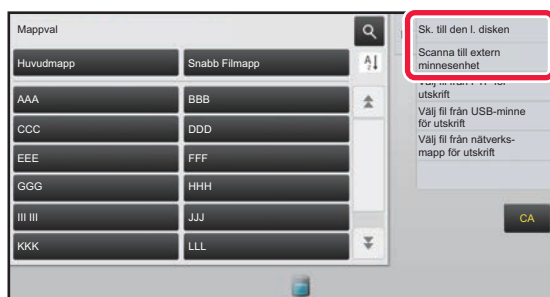 Mappval
Huvudmapp
Snabb Filmapp
AAA
BBB
CCC
DDD
EEE
FFF
GGG
HHH
III III
JJJ
KKK
LLL
Sk. till den l. disken
Scanna till extern
minnesenhet
utskrift
Välj fil från USB-minne
för utskrift
Välj fil från nätverks-
mapp för utskrift
CA